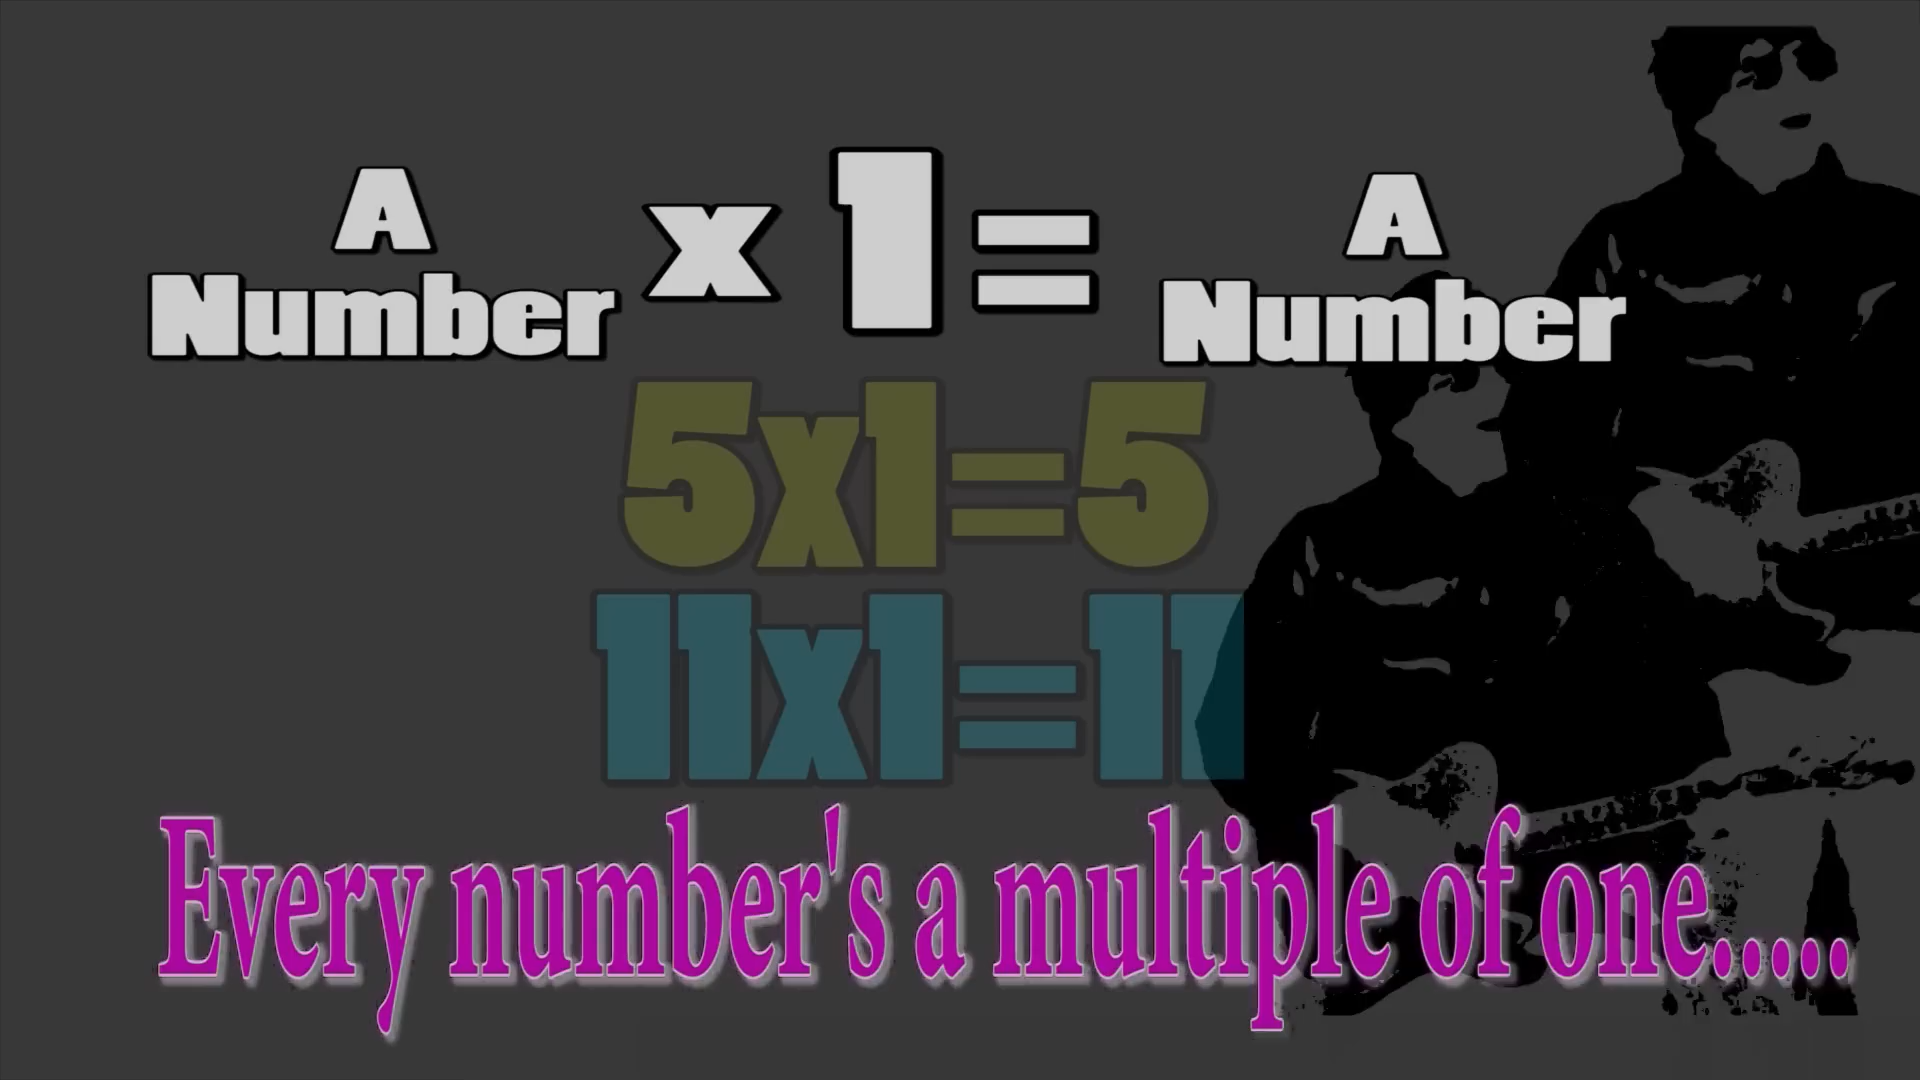 A
Number x 1 = A
Number
5x1=5
11x1=11
Every number's a multiple of one.....